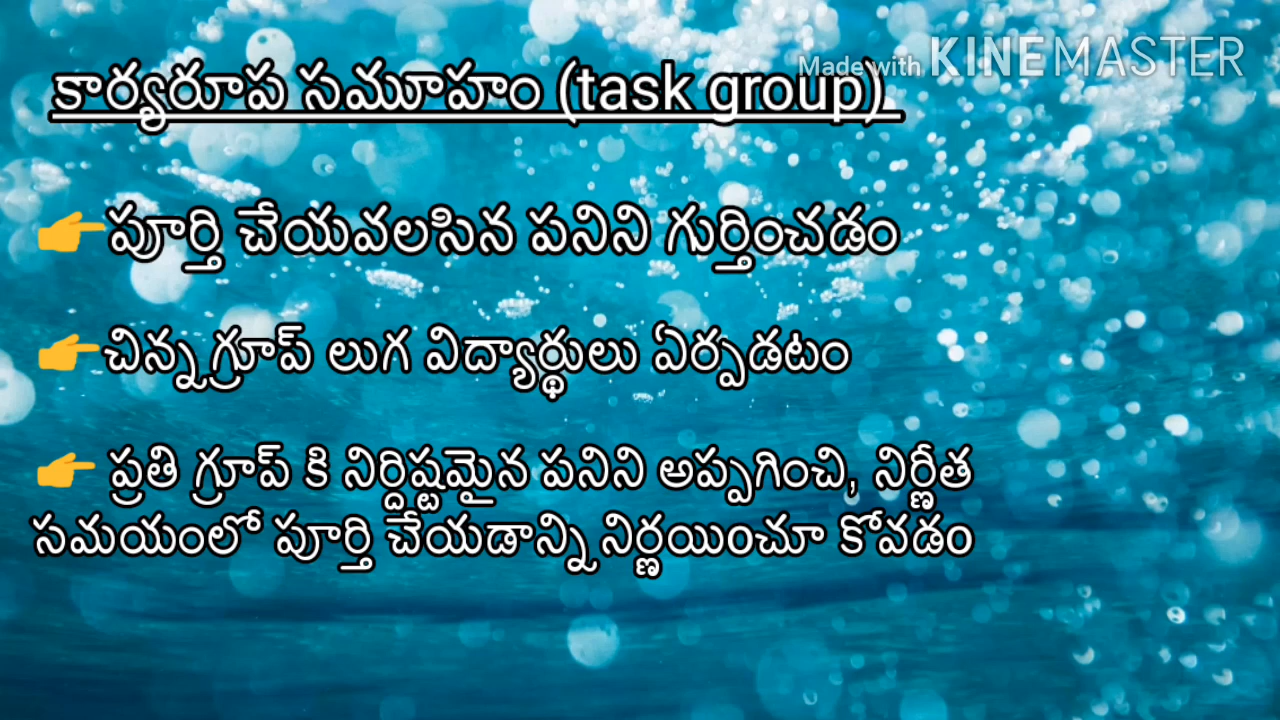 Made with KINEMASTER
కార్యరూప సమూహం (task group)
👉పూర్తి చేయవలసిన పనిని గుర్తించడం
👉చిన్న గ్రూప్ లుగ విద్యార్థులు ఏర్పడటం
👉 ప్రతి గ్రూప్ కి నిర్దిష్టమైన పనిని అప్పగించి, నిర్ణీత
సమయంలో పూర్తి చేయడాన్ని నిర్ణయించూ కోవడం